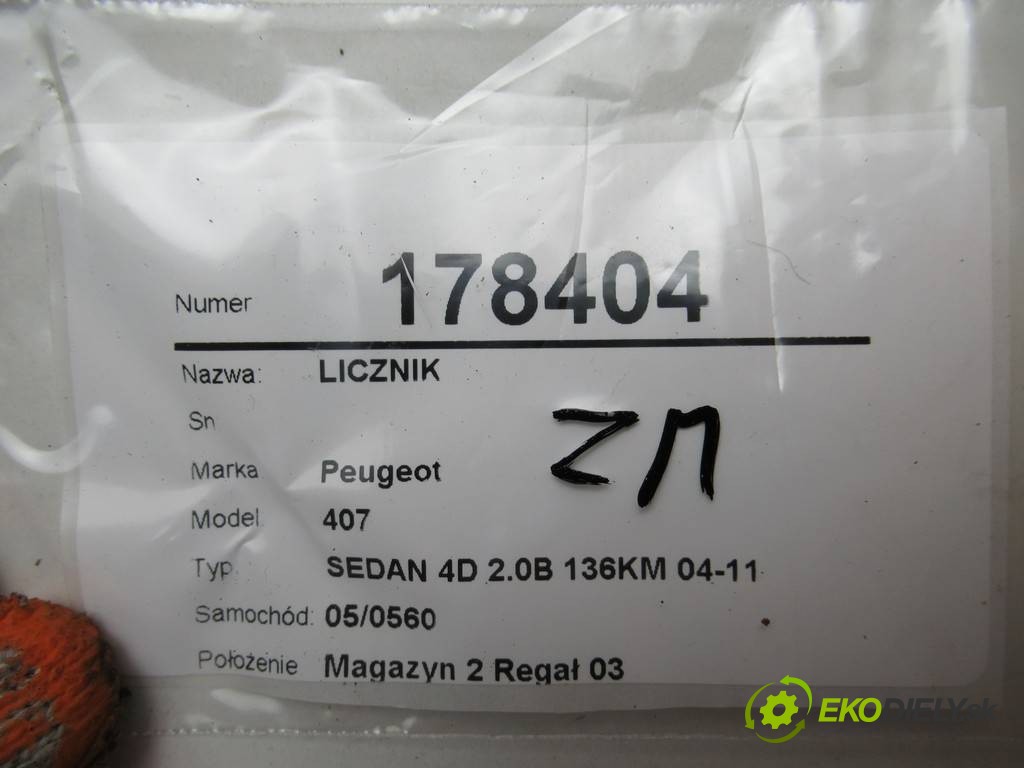 Numer 178404
Nazwa: LICZNIK
Sn
Marka Peugeot
Model 407
Typ SEDAN 4D 2.0B 136KM 04-11
Samochód: 05/0560
Położenie Magazyn 2 Regał 03
EKODIELY.sk